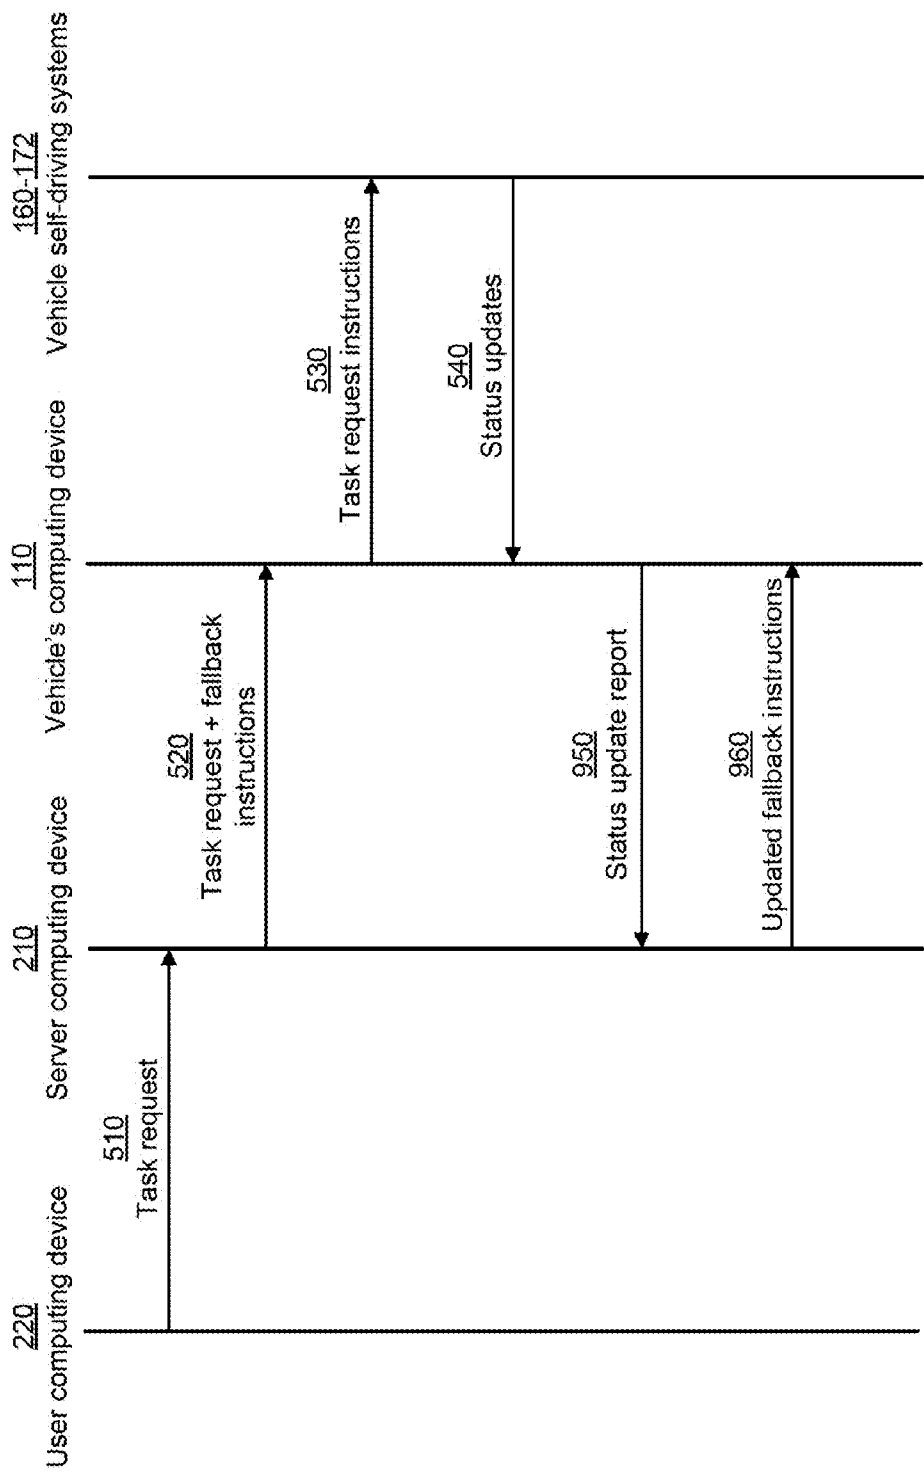 220
User computing device
210
Server computing device
110
Vehicle's computing device
160-172
Vehicle self-driving systems
510
Task request
520
Task request + fallback
instructions
530
Task request instructions
540
Status updates
950
Status update report
960
Updated fallback instructions